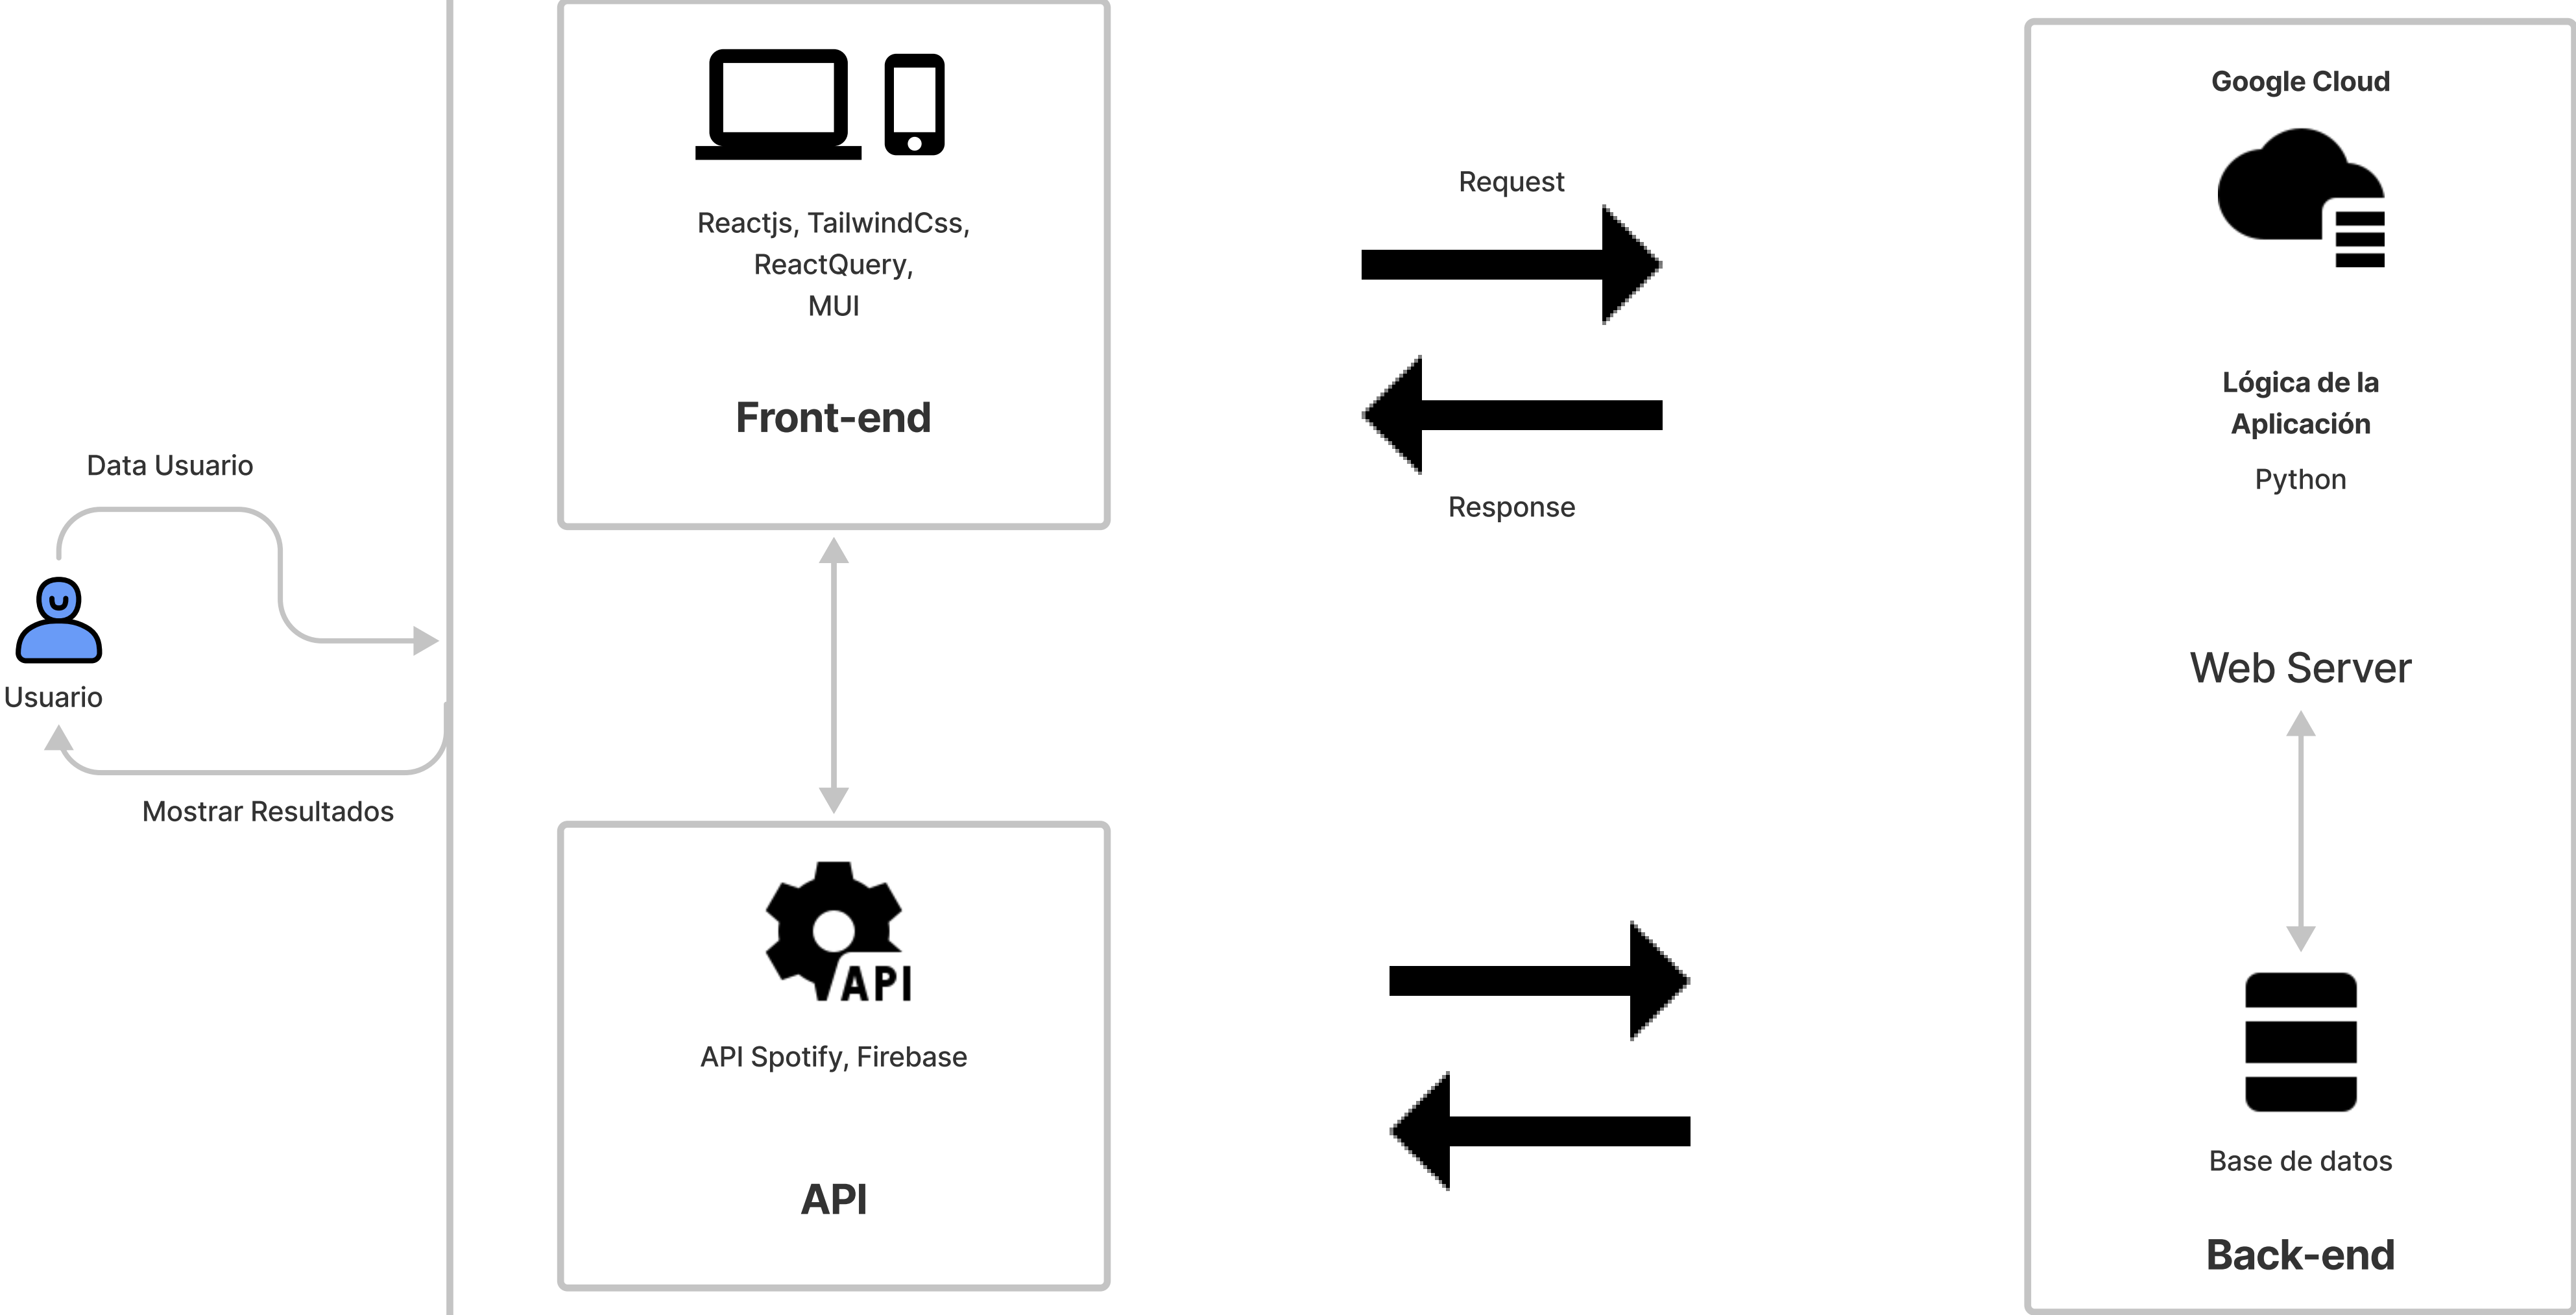 Data Usuario
Usuario
Mostrar Resultados
Reactjs, TailwindCss,
ReactQuery,
MUI
Front-end
API
API Spotify, Firebase
API
Request
Response
Google Cloud
Lógica de la
Aplicación
Python
Web Server
Base de datos
Back-end